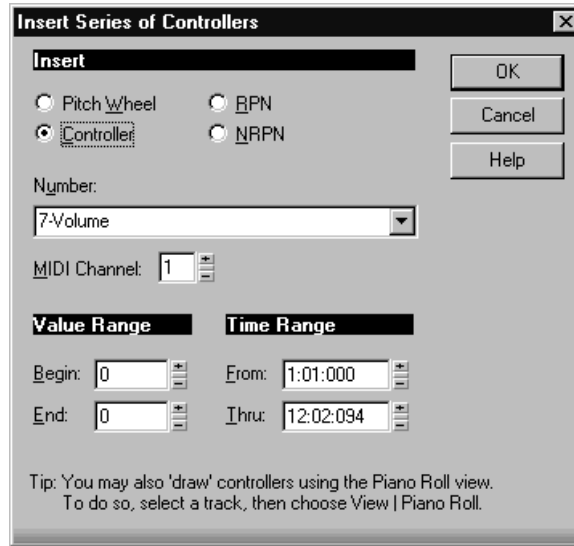 Insert Series of Controllers
Insert
OK
Pitch Wheel RPN
Cancel
Controller NRPN
Help
Number:
7-Volume
MIDI Channel: 1
Value Range Time Range
Begin: 0 From: 1:01:000
End: 0 Thru: 12:02:094
Tip: You may also 'draw' controllers using the Piano Roll view.
To do so, select a track, then choose View | Piano Roll.